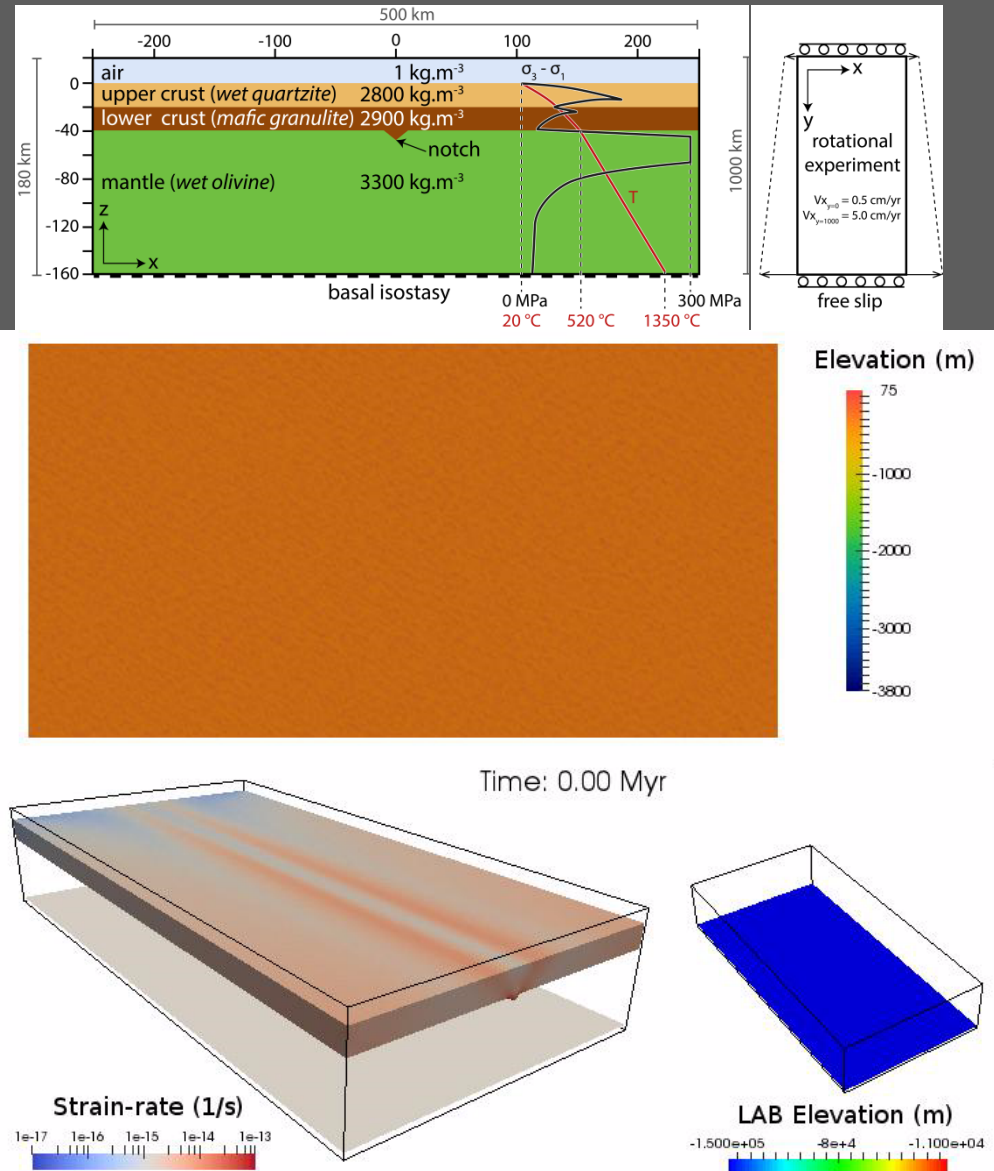 500 km
-200 -100 0 100 200
180 km
0
-40
-80
-120
-160
air 1 kg.m-3
upper crust (wet quartzite) 2800 kg.m-3
lower crust (mafic granulite) 2900 kg.m-3
notch
mantle (wet olivine) 3300 kg.m-3
z
x
σ3 - σ1
T
basal isostasy
0 MPa 300 MPa
20 °C 520 °C 1350 °C
1000 km
x
y
rotational
experiment
Vxy=0 = 0.5 cm/yr
Vxy=1000 = 5.0 cm/yr
free slip
Elevation (m)
75
-1000
-2000
-3000
-3800
Time: 0.00 Myr
Strain-rate (1/s)
1e-17 1e-16 1e-15 1e-14 1e-13
LAB Elevation (m)
-1.500e+05 -8e+4 -1.100e+04